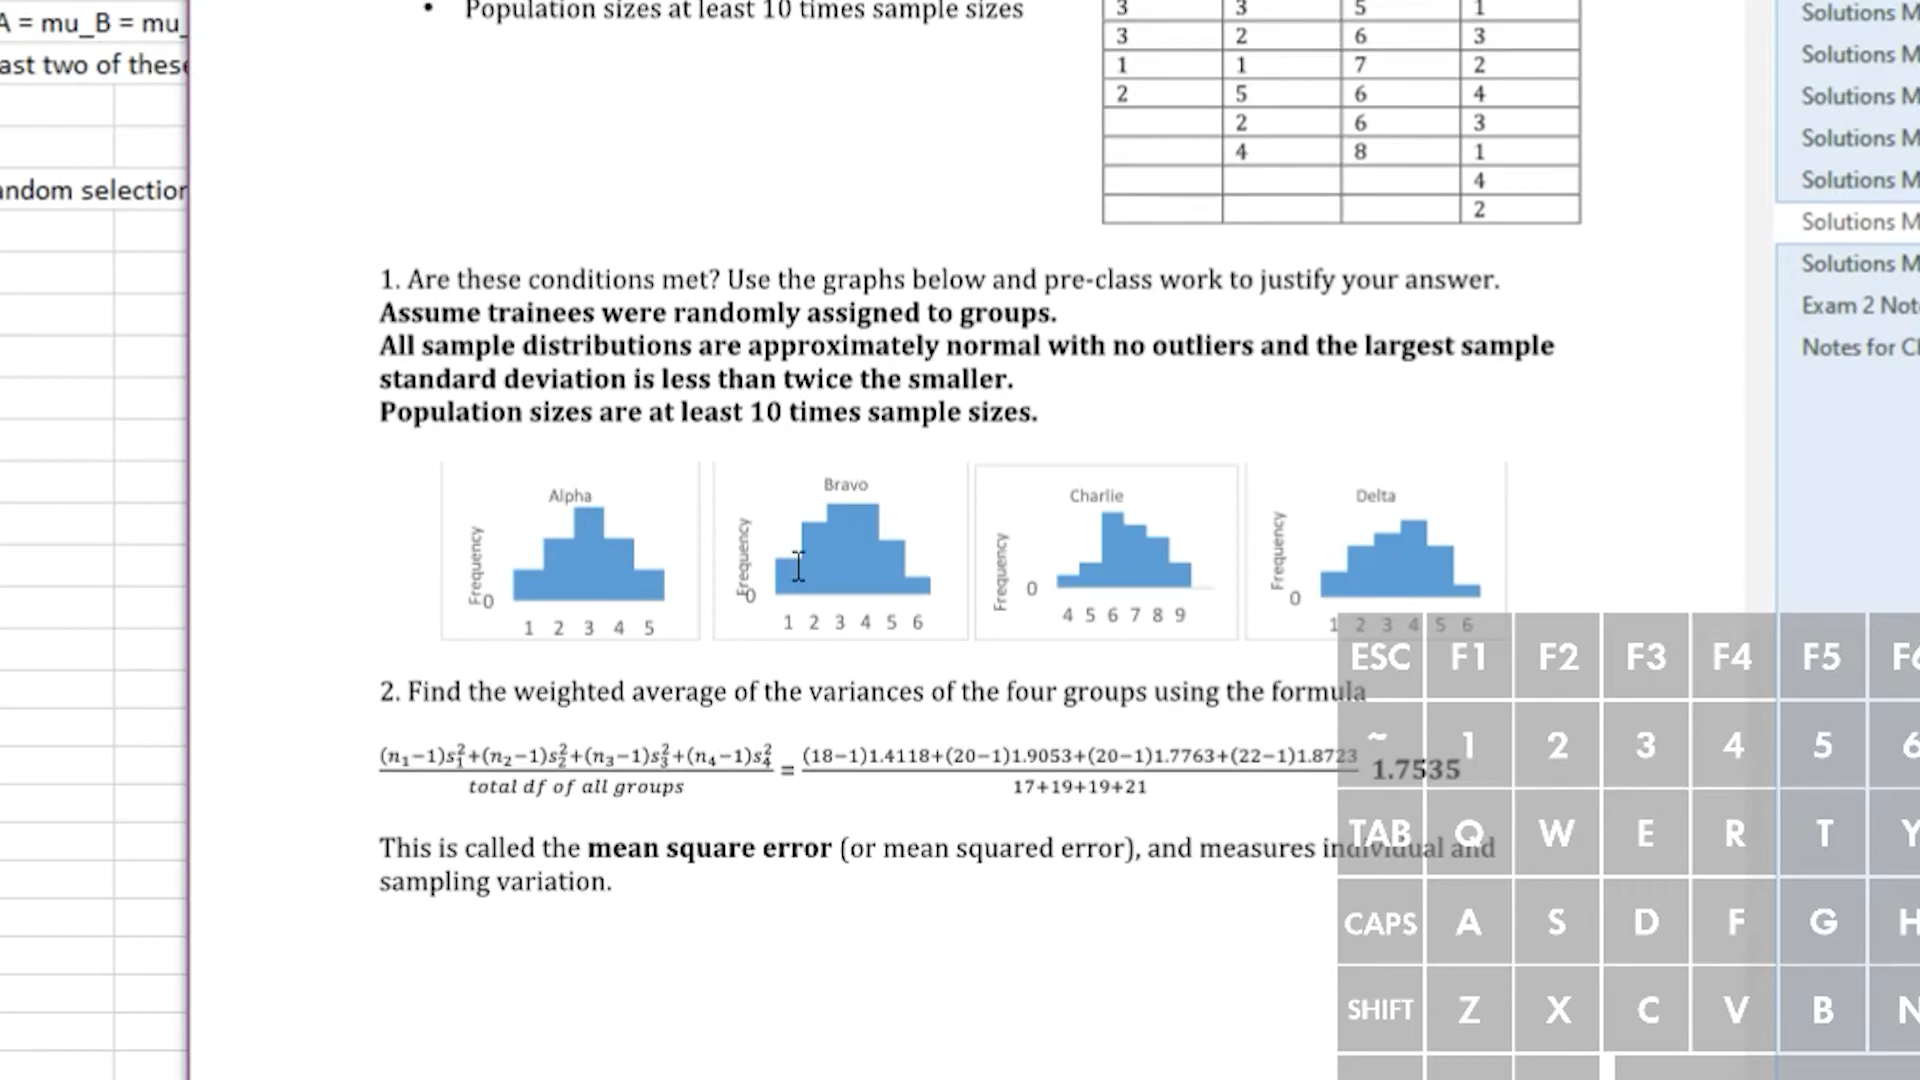 A = mu_B = mu_
ast two of these
andom selection
• Population sizes at least 10 times sample sizes
3 3 5 1
3 2 6 3
1 1 7 2
2 5 6 4
2 6 3
4 8 1
4
2
1. Are these conditions met? Use the graphs below and pre-class work to justify your answer.
Assume trainees were randomly assigned to groups.
All sample distributions are approximately normal with no outliers and the largest sample
standard deviation is less than twice the smaller.
Population sizes are at least 10 times sample sizes.
Alpha
Frequency
0
1 2 3 4 5
Bravo
Frequency
0
1 2 3 4 5 6
Charlie
Frequency
0
4 5 6 7 8 9
Delta
Frequency
0
1 2 3 4 5 6
2. Find the weighted average of the variances of the four groups using the formula
(n₁−1)s₁²+(n₂−1)s₂²+(n₃−1)s₃²+(n₄−1)s₄²
total df of all groups
=
(18−1)1.4118+(20−1)1.9053+(20−1)1.7763+(22−1)1.8723
17+19+19+21
1.7535
This is called the mean square error (or mean squared error), and measures individual and
sampling variation.
Solutions M
Solutions M
Solutions M
Solutions M
Solutions M
Solutions M
Solutions M
Exam 2 Not
Notes for Cl
ESC F1 F2 F3 F4 F5 F6
~ 1 2 3 4 5 6
TAB Q W E R T Y
CAPS A S D F G H
SHIFT Z X C V B N